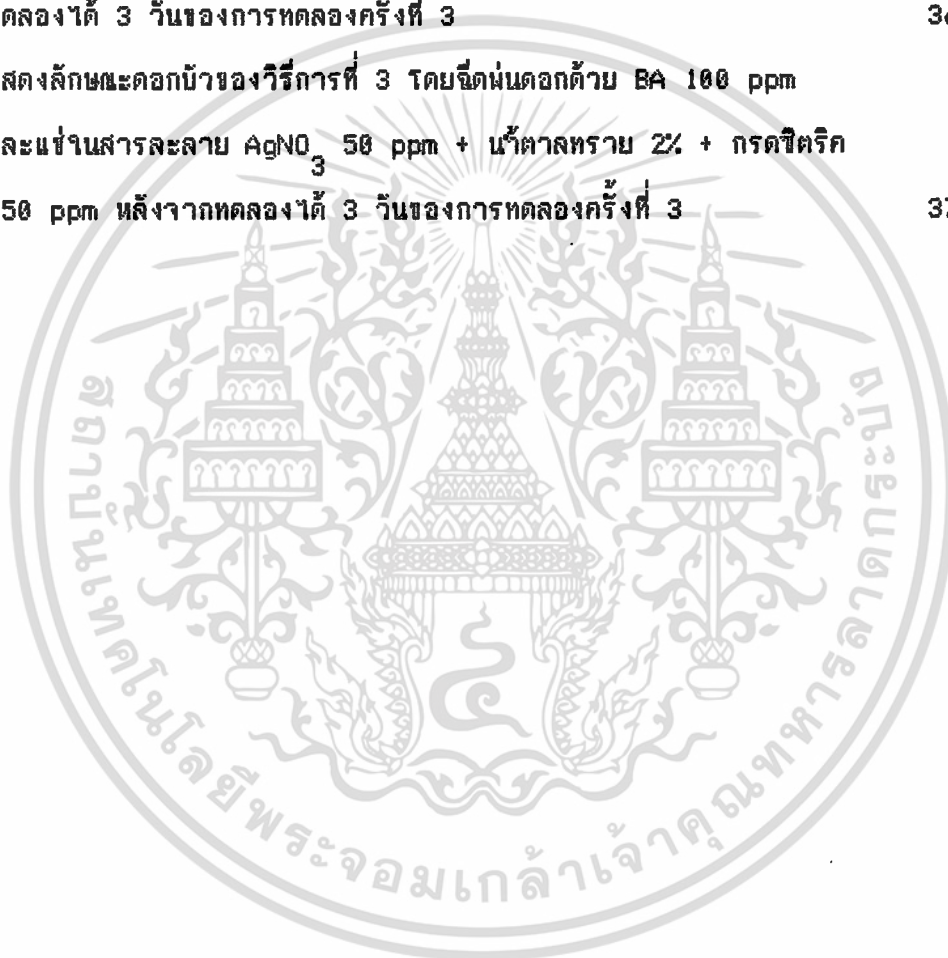 ดลองได้ 3 วันของการทดลองครั้งที่ 3
สดงลักษณะดอกบัวของวิธีการที่ 3 โดยฉีดพ่นดอกด้วย BA 100 ppm
ละแช่ในสารละลาย AgNO3 50 ppm + น้ำตาลทราย 2% + กรดซิตริค
50 ppm หลังจากทดลองได้ 3 วันของการทดลองครั้งที่ 3
สถาบันเทคโนโลยีพระจอมเกล้าเจ้าคุณทหารลาดกระบัง